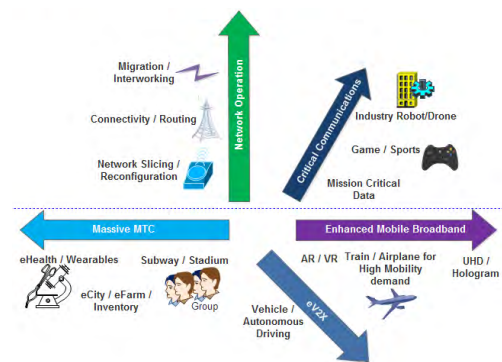 Migration /
Interworking
Connectivity / Routing
Network Slicing /
Reconfiguration
Network Operation
Critical Communications
Industry Robot/Drone
Game / Sports
Mission Critical
Data
Massive MTC
Enhanced Mobile Broadband
eHealth / Wearables
Subway / Stadium
Group
eCity / eFarm /
Inventory
AR / VR
Train / Airplane for
High Mobility
demand
UHD /
Hologram
eV2X
Vehicle /
Autonomous
Driving